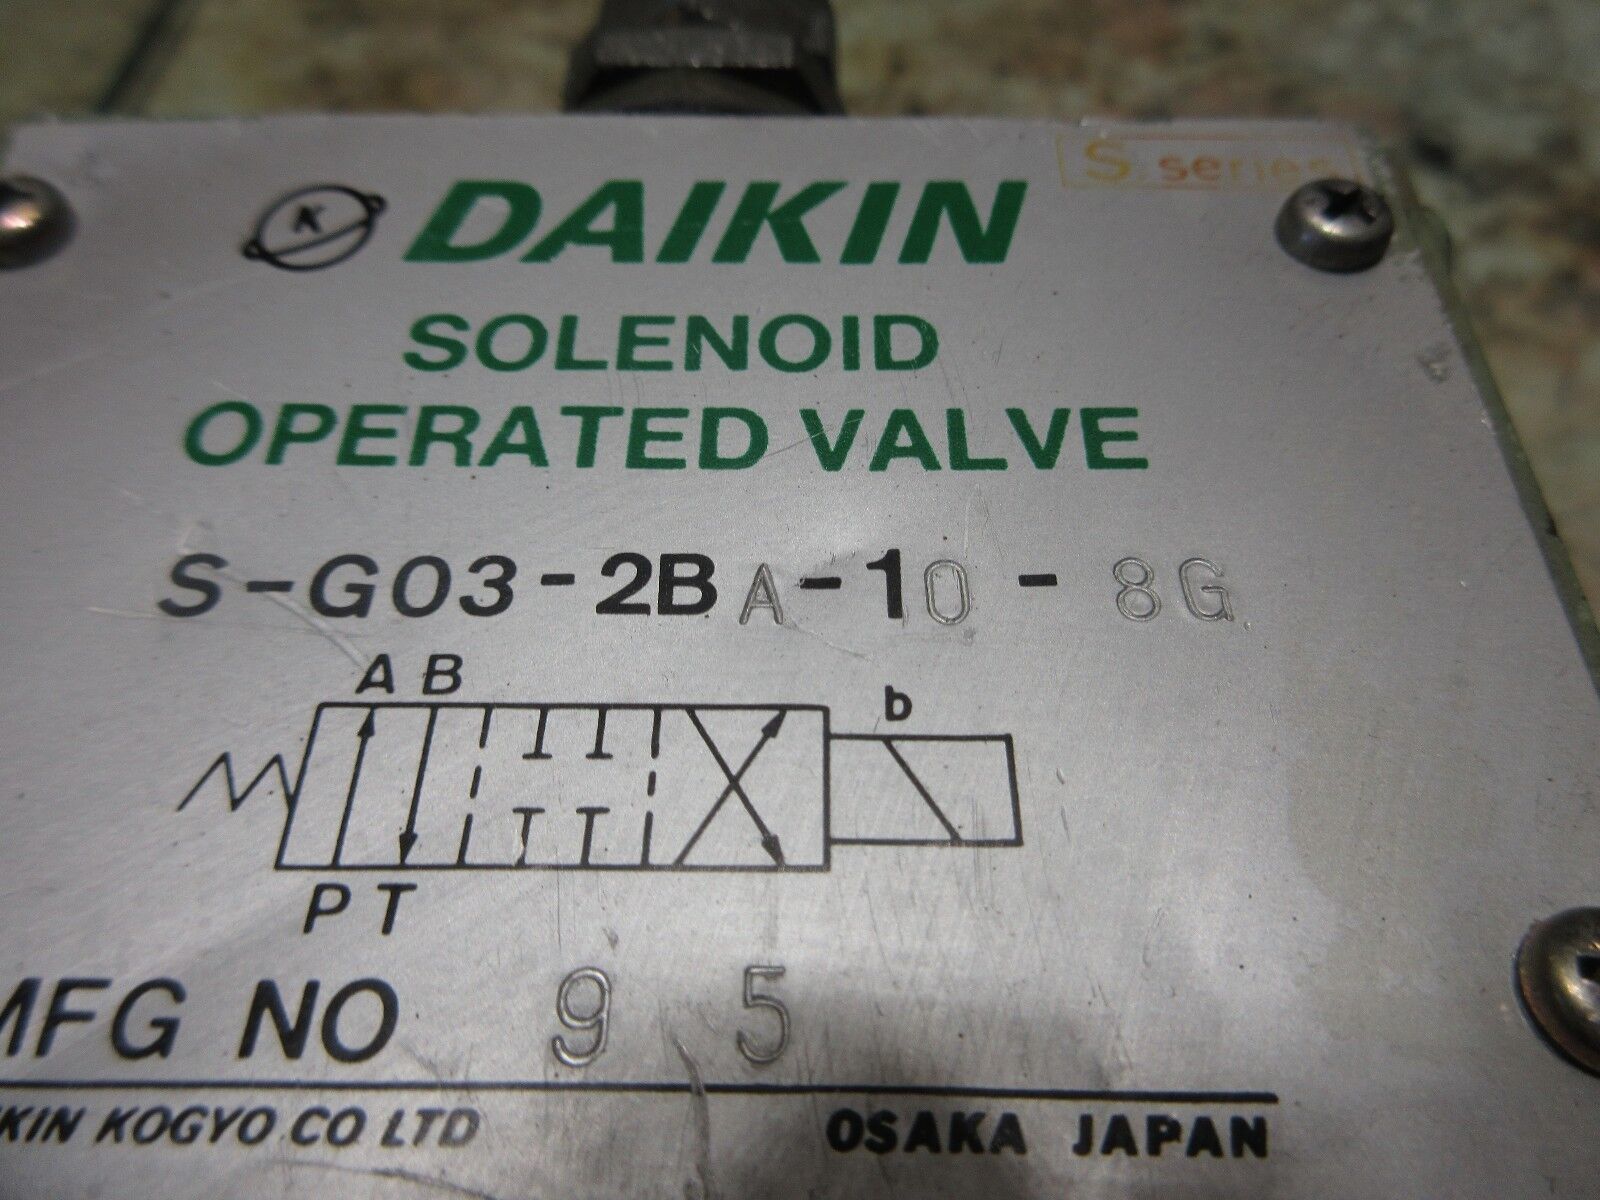 K DAIKIN
S. series
SOLENOID
OPERATED VALVE
S-G03-2BA-10-8G
A B
b
P T
MFG NO 9 5
KIN KOGYO CO LTD
OSAKA JAPAN